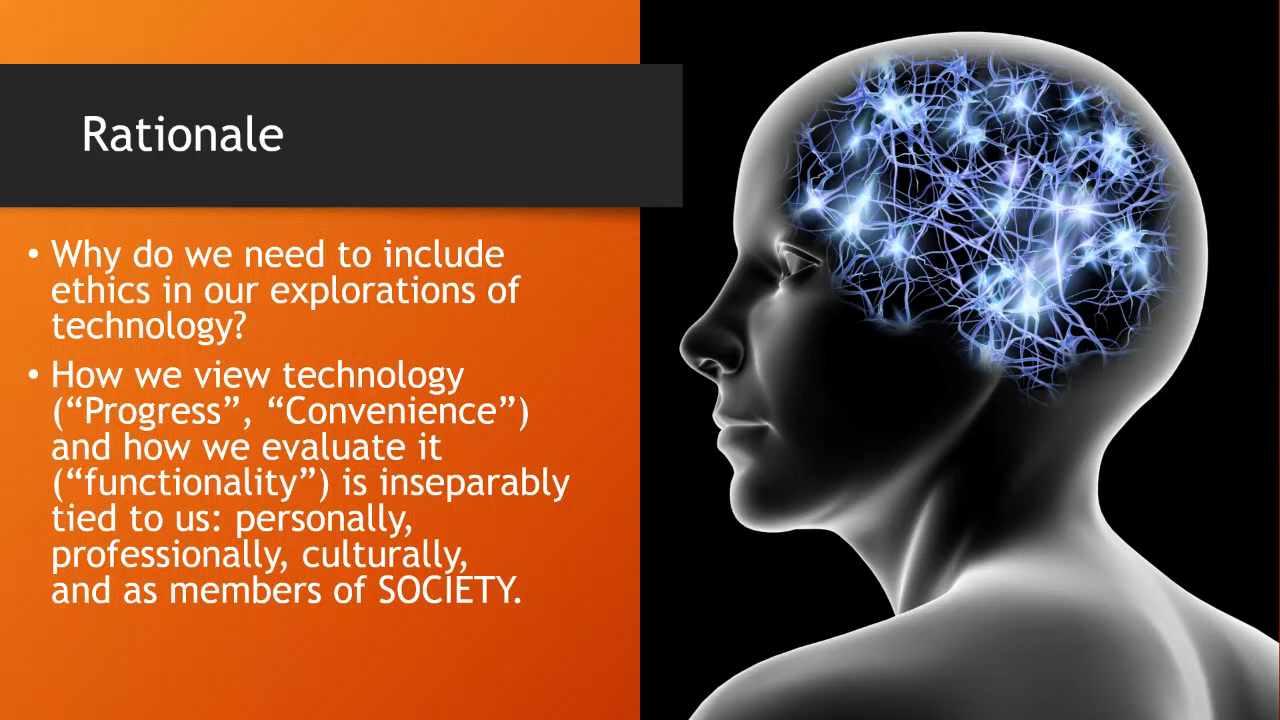 Rationale
• Why do we need to include
ethics in our explorations of
technology?
• How we view technology
(“Progress”, “Convenience”)
and how we evaluate it
(“functionality”) is inseparably
tied to us: personally,
professionally, culturally,
and as members of SOCIETY.